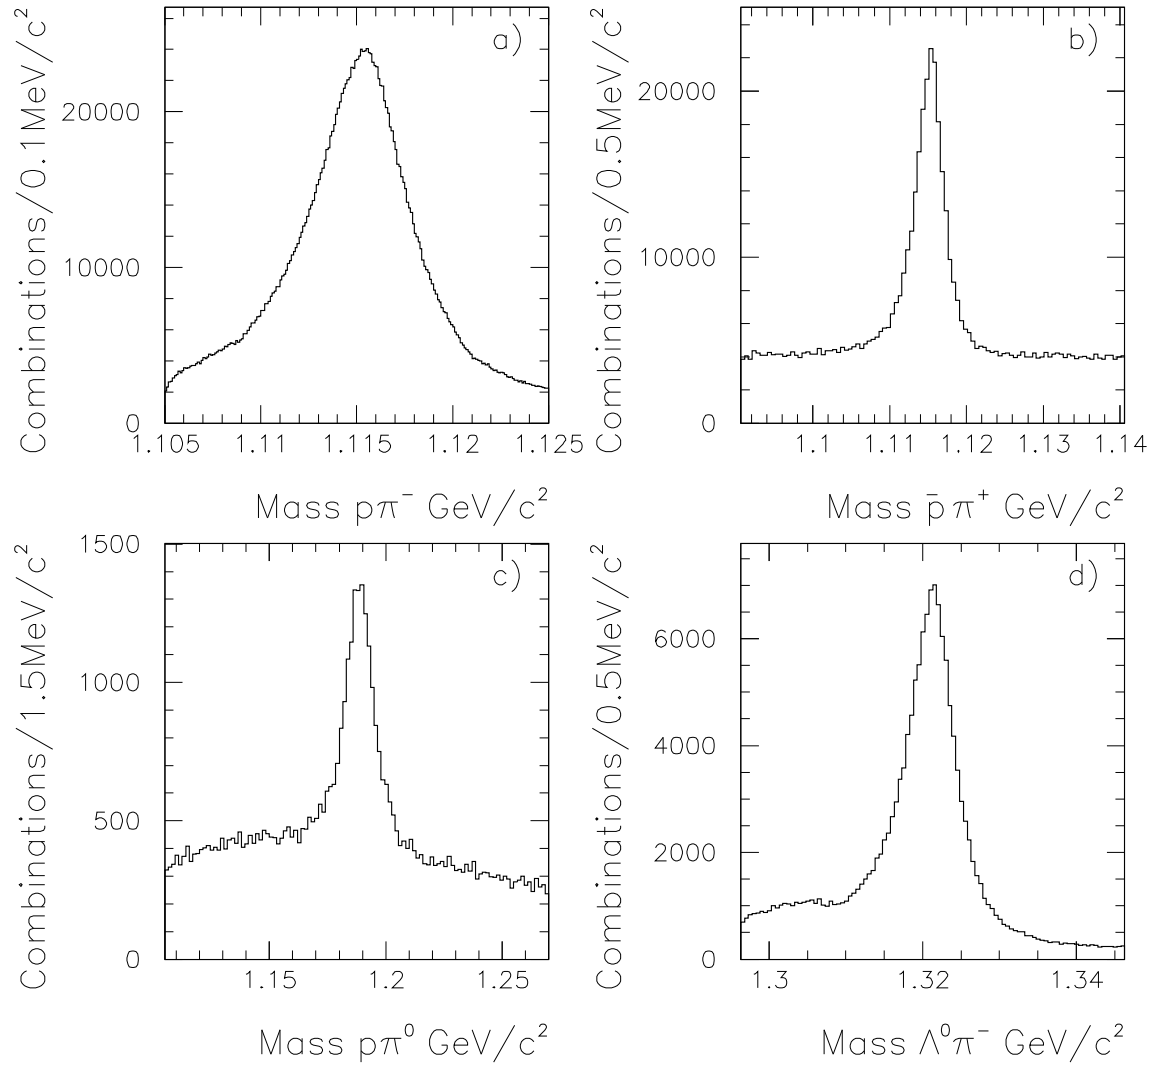 a)
Combinations/0.1MeV/c²
20000
10000
0
1.105 1.11 1.115 1.12 1.125
Mass pπ⁻ GeV/c²
b)
Combinations/0.5MeV/c²
20000
10000
0
1.1 1.11 1.12 1.13 1.14
Mass p̄ π⁺ GeV/c²
c)
Combinations/1.5MeV/c²
1500
1000
500
0
1.15 1.2 1.25
Mass pπ⁰ GeV/c²
d)
Combinations/0.5MeV/c²
6000
4000
2000
0
1.3 1.32 1.34
Mass Λ⁰π⁻ GeV/c²